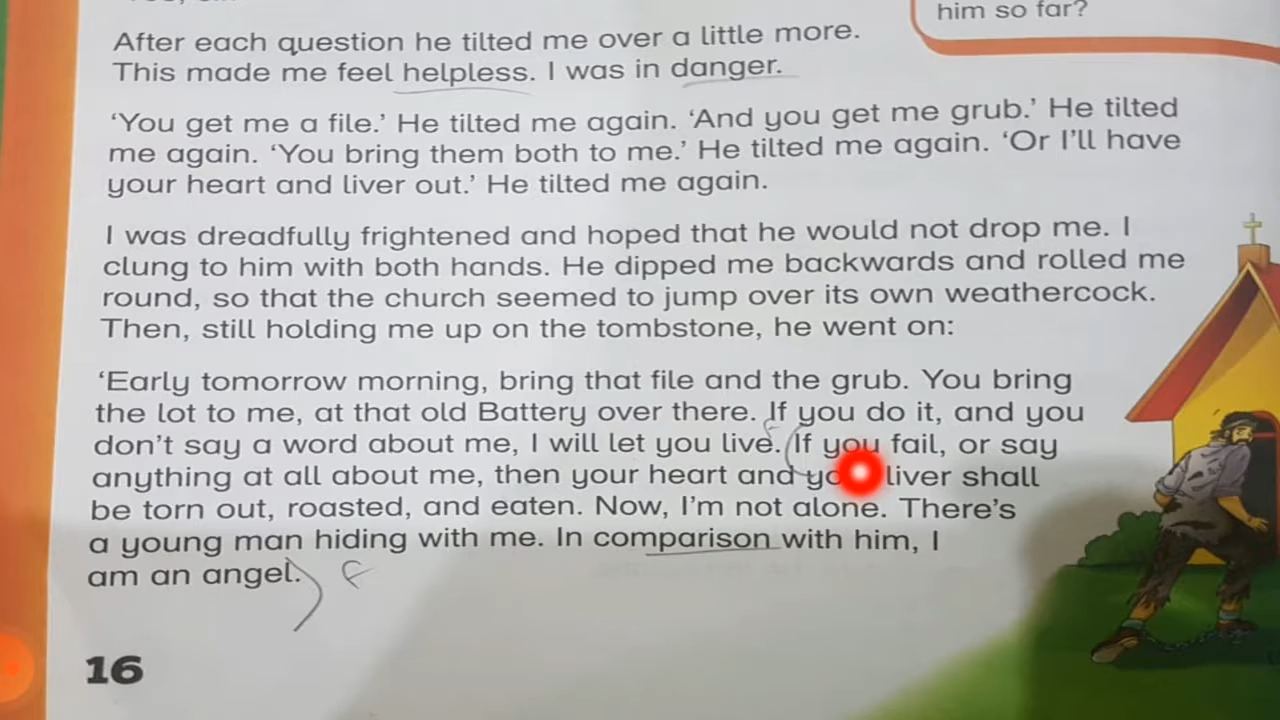 him so far?
After each question he tilted me over a little more.
This made me feel helpless. I was in danger.
‘You get me a file.’ He tilted me again. ‘And you get me grub.’ He tilted
me again. ‘You bring them both to me.’ He tilted me again. ‘Or I’ll have
your heart and liver out.’ He tilted me again.
I was dreadfully frightened and hoped that he would not drop me. I
clung to him with both hands. He dipped me backwards and rolled me
round, so that the church seemed to jump over its own weathercock.
Then, still holding me up on the tombstone, he went on:
‘Early tomorrow morning, bring that file and the grub. You bring
the lot to me, at that old Battery over there. If you do it, and you
don’t say a word about me, I will let you live. If you fail, or say
anything at all about me, then your heart and liver shall
be torn out, roasted, and eaten. Now, I’m not alone. There’s
a young man hiding with me. In comparison with him, I
am an angel.
16